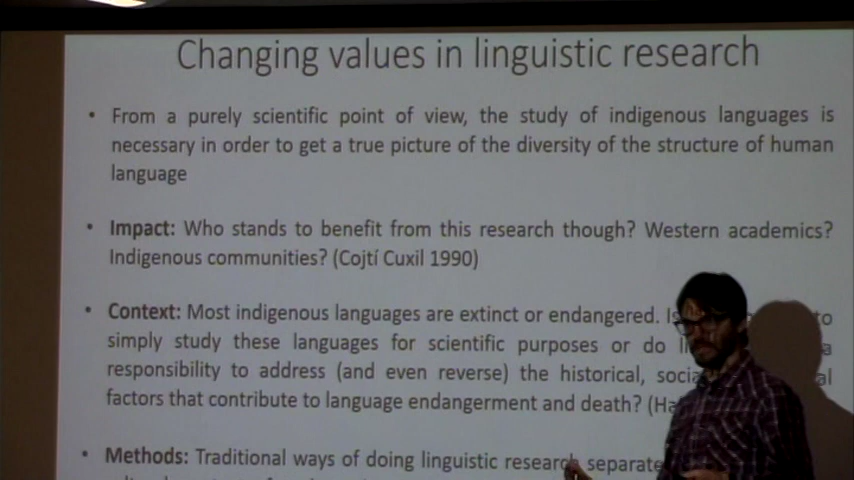 Changing values in linguistic research
• From a purely scientific point of view, the study of indigenous languages is
necessary in order to get a true picture of the diversity of the structure of human
language
• Impact: Who stands to benefit from this research though? Western academics?
Indigenous communities? (Cojtí Cuxil 1990)
• Context: Most indigenous languages are extinct or endangered. to
simply study these languages for scientific purposes or do a
responsibility to address (and even reverse) the historical,
factors that contribute to language endangerment and death?
• Methods: Traditional ways of doing linguistic research separate